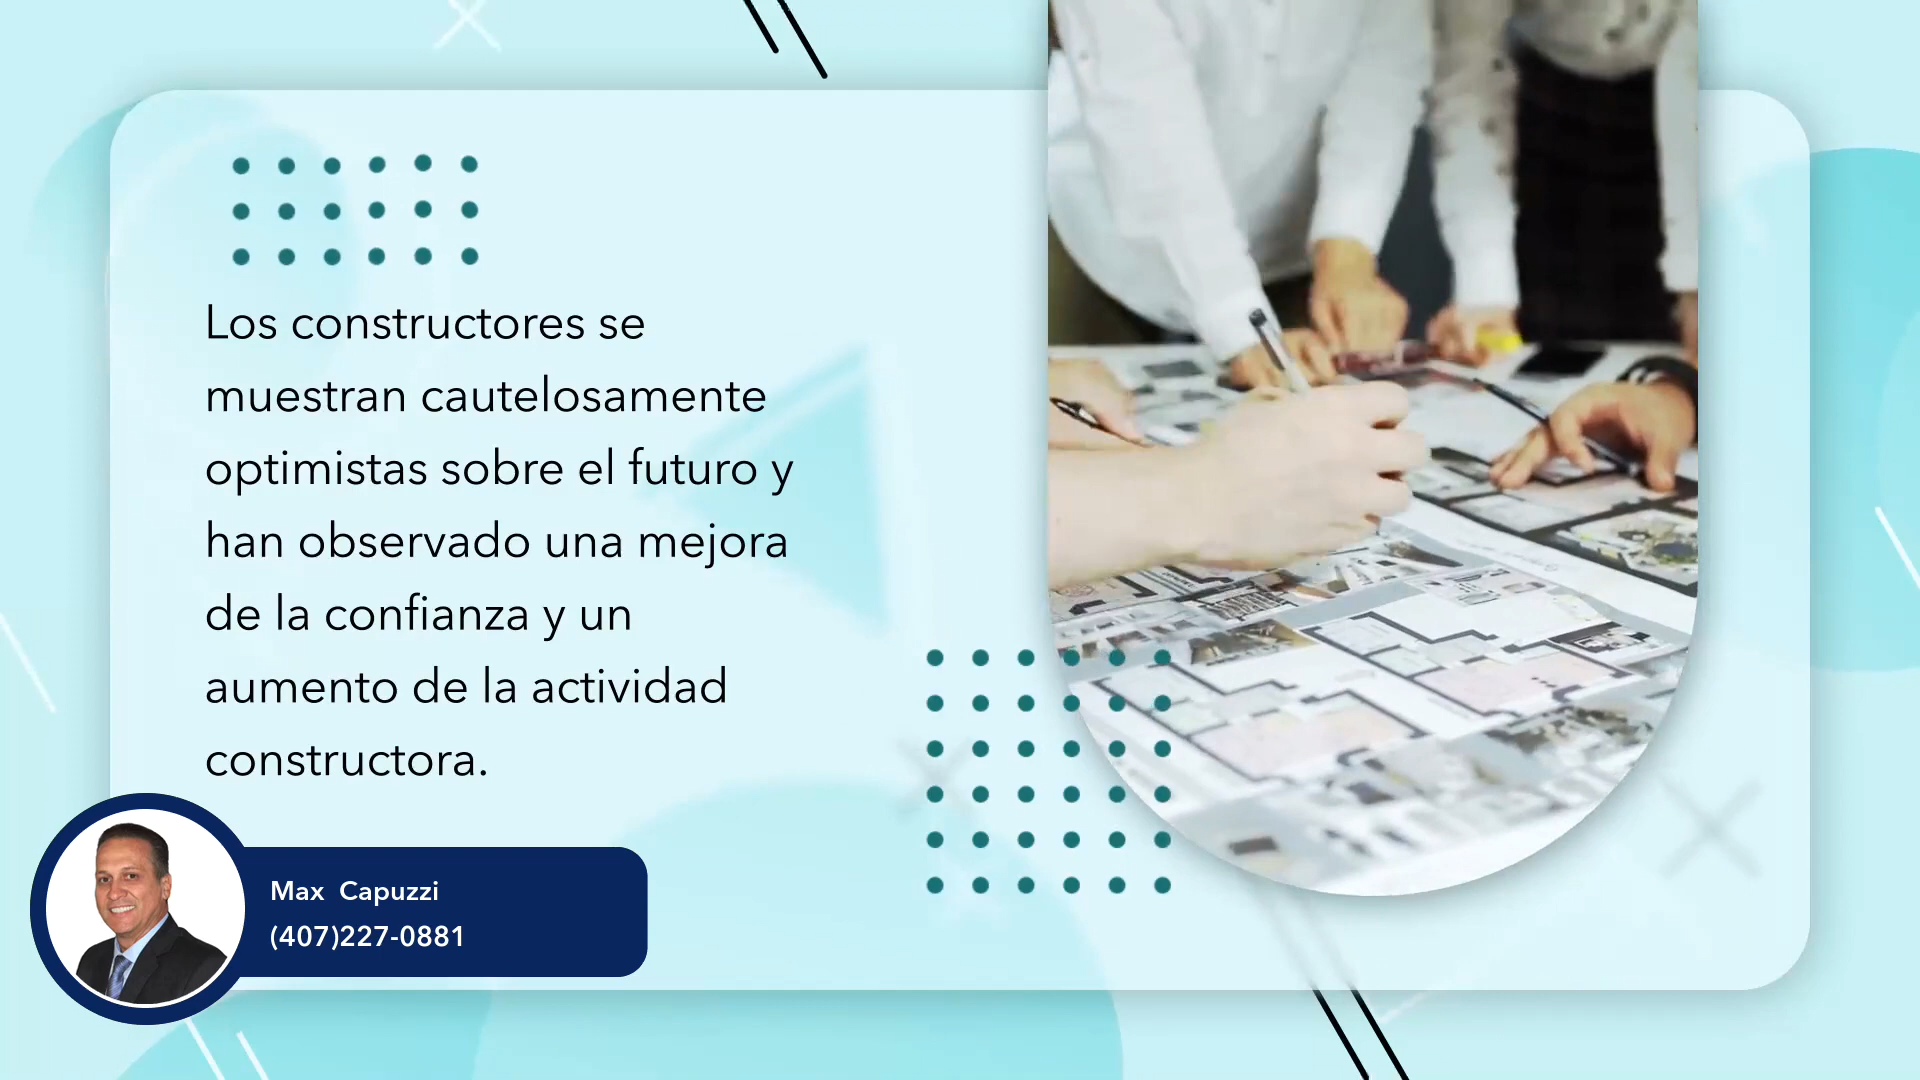 Los constructores se
muestran cautelosamente
optimistas sobre el futuro y
han observado una mejora
de la confianza y un
aumento de la actividad
constructora.
Max Capuzzi
(407)227-0881